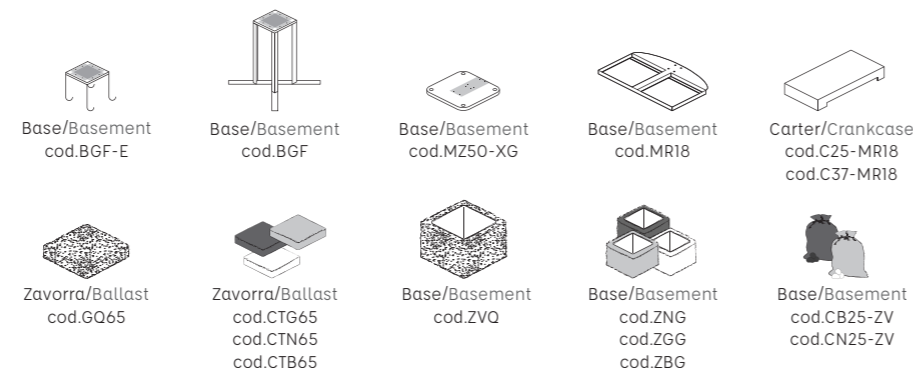 Base/Basement
cod.BGF-E
Base/Basement
cod.BGF
Base/Basement
cod.MZ50-XG
Base/Basement
cod.MR18
Carter/Crankcase
cod.C25-MR18
cod.C37-MR18
Zavorra/Ballast
cod.GQ65
Zavorra/Ballast
cod.CTG65
cod.CTN65
cod.CTB65
Base/Basement
cod.ZVQ
Base/Basement
cod.ZNG
cod.ZGG
cod.ZBG
Base/Basement
cod.CB25-ZV
cod.CN25-ZV